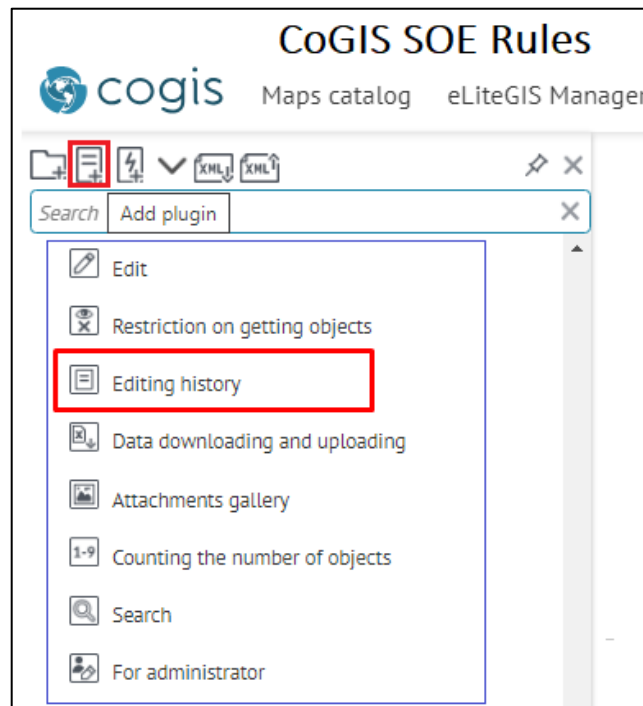 CoGIS SOE Rules
cogis Maps catalog eLiteGIS Manager
XML XML
Search Add plugin
Edit
Restriction on getting objects
Editing history
Data downloading and uploading
Attachments gallery
1-9 Counting the number of objects
Search
For administrator